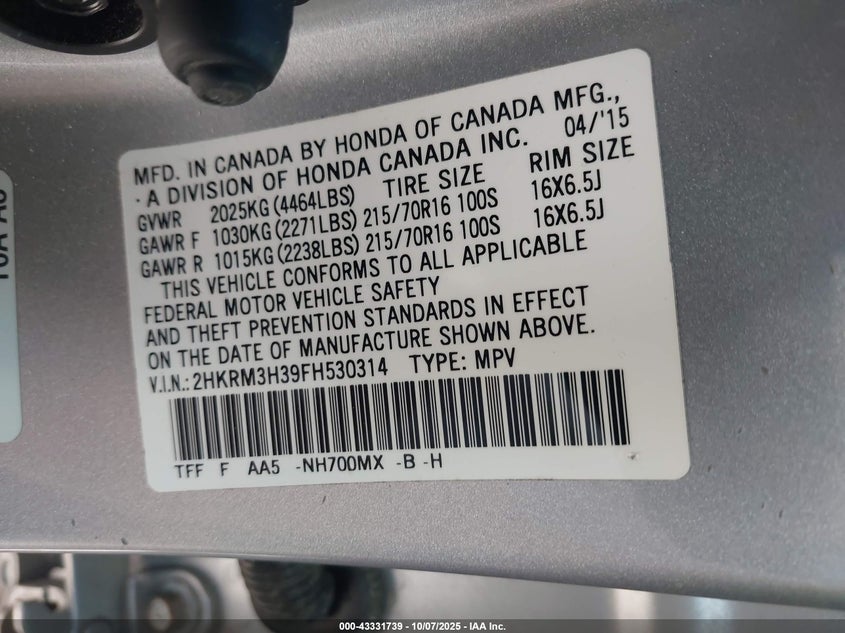 MFD. IN CANADA BY HONDA OF CANADA MFG.,
· A DIVISION OF HONDA CANADA INC. 04/'15
GVWR 2025KG (4464LBS) TIRE SIZE RIM SIZE
GAWR F 1030KG (2271LBS) 215/70R16 100S 16X6.5J
GAWR R 1015KG (2238LBS) 215/70R16 100S 16X6.5J
THIS VEHICLE CONFORMS TO ALL APPLICABLE
FEDERAL MOTOR VEHICLE SAFETY
AND THEFT PREVENTION STANDARDS IN EFFECT
ON THE DATE OF MANUFACTURE SHOWN ABOVE.
V.I.N.: 2HKRM3H39FH530314 TYPE: MPV
TFF F AA5 -NH700MX -B -H
000-43331739 - 10/07/2025 - IAA Inc.